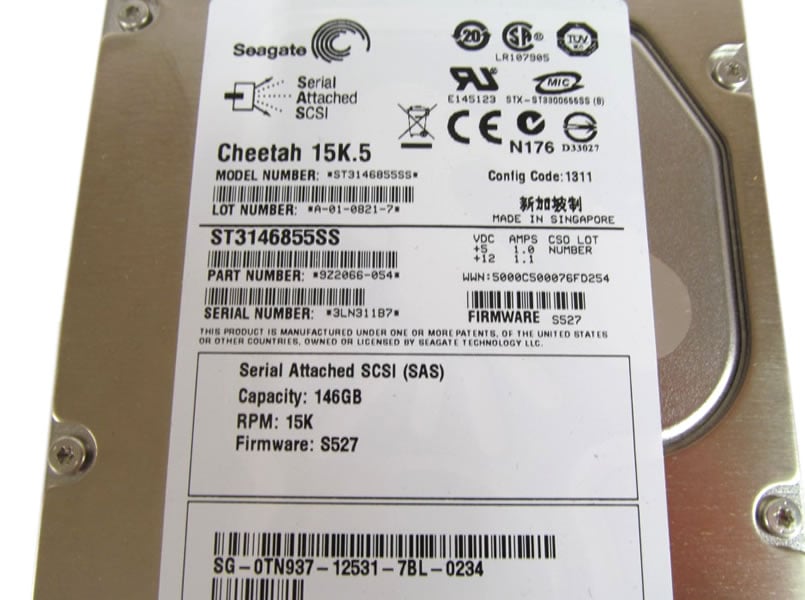 Seagate
20 SA® TUV
LR107905
Serial
Attached
SCSI
MIC
E145123 STX-ST3300655SS (B)
CE
N176 D33027
Cheetah 15K.5
MODEL NUMBER: *ST3146855SS*
Config Code:1311
LOT NUMBER: *A-01-0821-7*
新加坡制
MADE IN SINGAPORE
ST3146855SS
VDC AMPS CSO LOT
+5 1.0 NUMBER
+12 1.1
PART NUMBER: *9Z2066-054*
WWN:5000C500076FD254
SERIAL NUMBER: *3LN311B7*
FIRMWARE S527
THIS PRODUCT IS MANUFACTURED UNDER ONE OR MORE PATENTS, OF THE UNITED STATES
OR OTHER COUNTRIES, OWNED OR LICENSED BY SEAGATE TECHNOLOGY LLC.
Serial Attached SCSI (SAS)
Capacity: 146GB
RPM: 15K
Firmware: S527
SG-0TN937-12531-7BL-0234